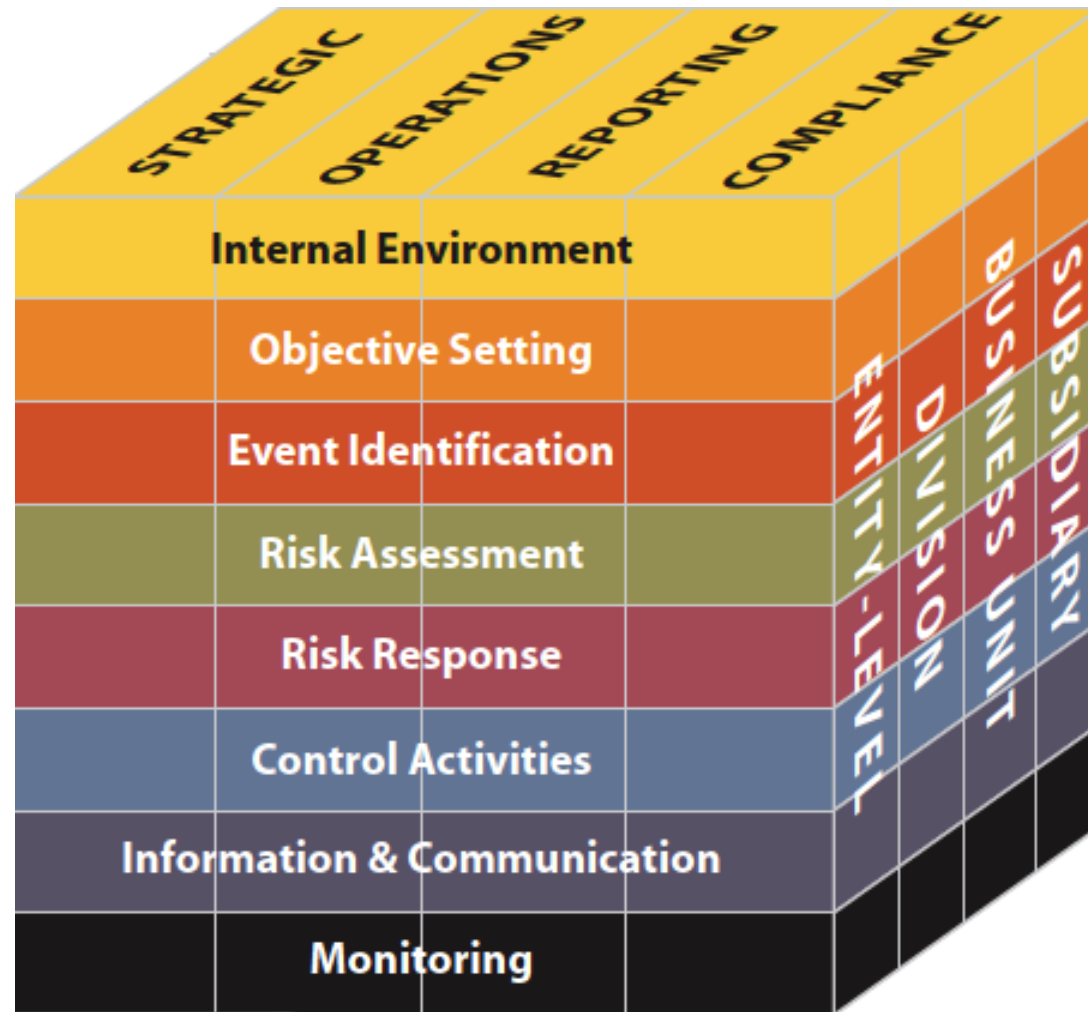 STRATEGIC
OPERATIONS
REPORTING
COMPLIANCE
Internal Environment
Objective Setting
Event Identification
Risk Assessment
Risk Response
Control Activities
Information & Communication
Monitoring
ENTITY-LEVEL
DIVISION
BUSINESS UNIT
SUBSIDIARY